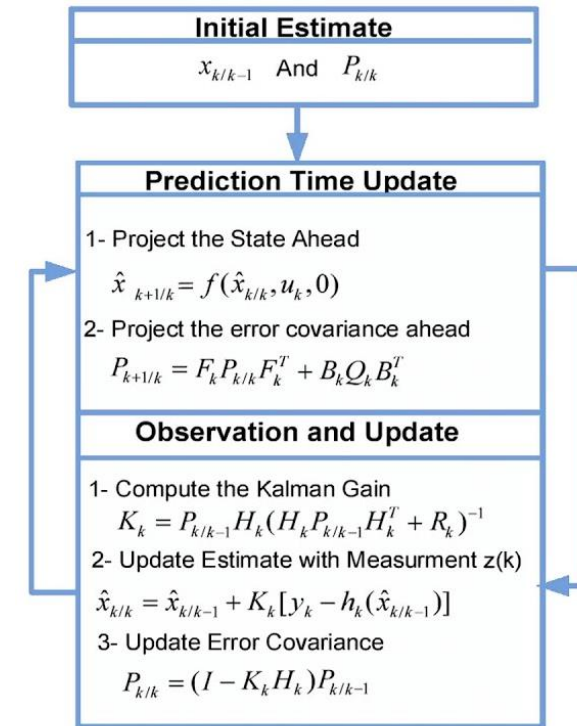 Initial Estimate
x_{k/k-1} And P_{k/k}
Prediction Time Update
1- Project the State Ahead
x̂_{k+1/k} = f(x̂_{k/k}, u_k, 0)
2- Project the error covariance ahead
P_{k+1/k} = F_k P_{k/k} F_k^T + B_k Q_k B_k^T
Observation and Update
1- Compute the Kalman Gain
K_k = P_{k/k-1} H_k (H_k P_{k/k-1} H_k^T + R_k)^{-1}
2- Update Estimate with Measurment z(k)
x̂_{k/k} = x̂_{k/k-1} + K_k [y_k - h_k (x̂_{k/k-1})]
3- Update Error Covariance
P_{k/k} = (I - K_k H_k) P_{k/k-1}